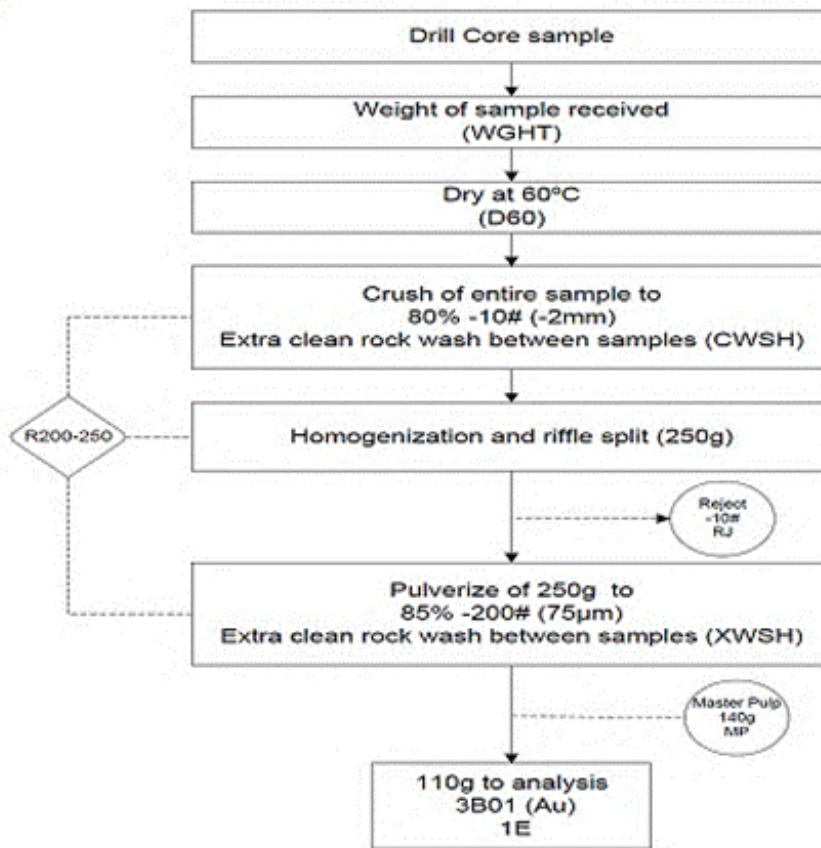 Drill Core sample
Weight of sample received
(WGHT)
Dry at 60ºC
(D60)
Crush of entire sample to
80% -10# (-2mm)
Extra clean rock wash between samples (CWSH)
R200-250
Homogenization and riffle split (250g)
Reject
-10#
RJ
Pulverize of 250g to
85% -200# (75µm)
Extra clean rock wash between samples (XWSH)
Master Pulp
140g
MP
110g to analysis
3B01 (Au)
1E